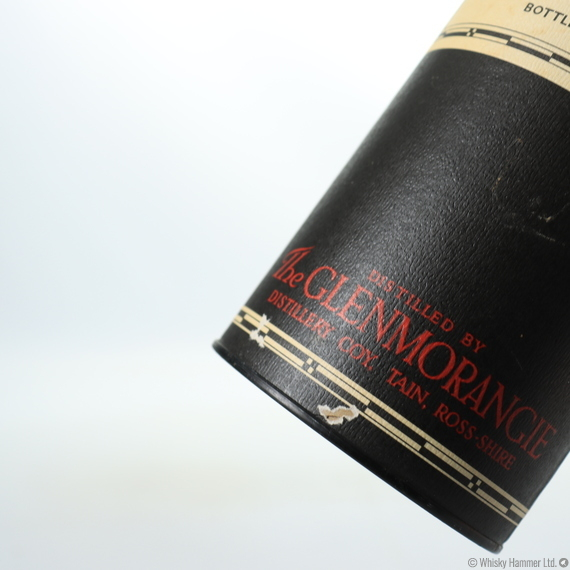 DISTILLED BY
The GLENMORANGIE
DISTILLERY COY, TAIN, ROSS-SHIRE
© Whisky Hammer Ltd.